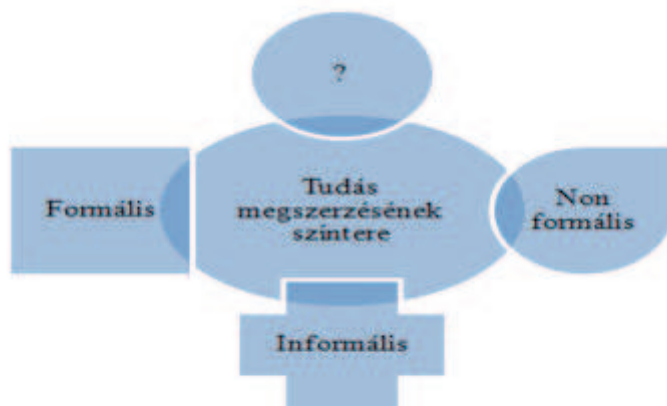 ?
Formális
Tudás
megszerzésének
színtere
Non
formális
Informális